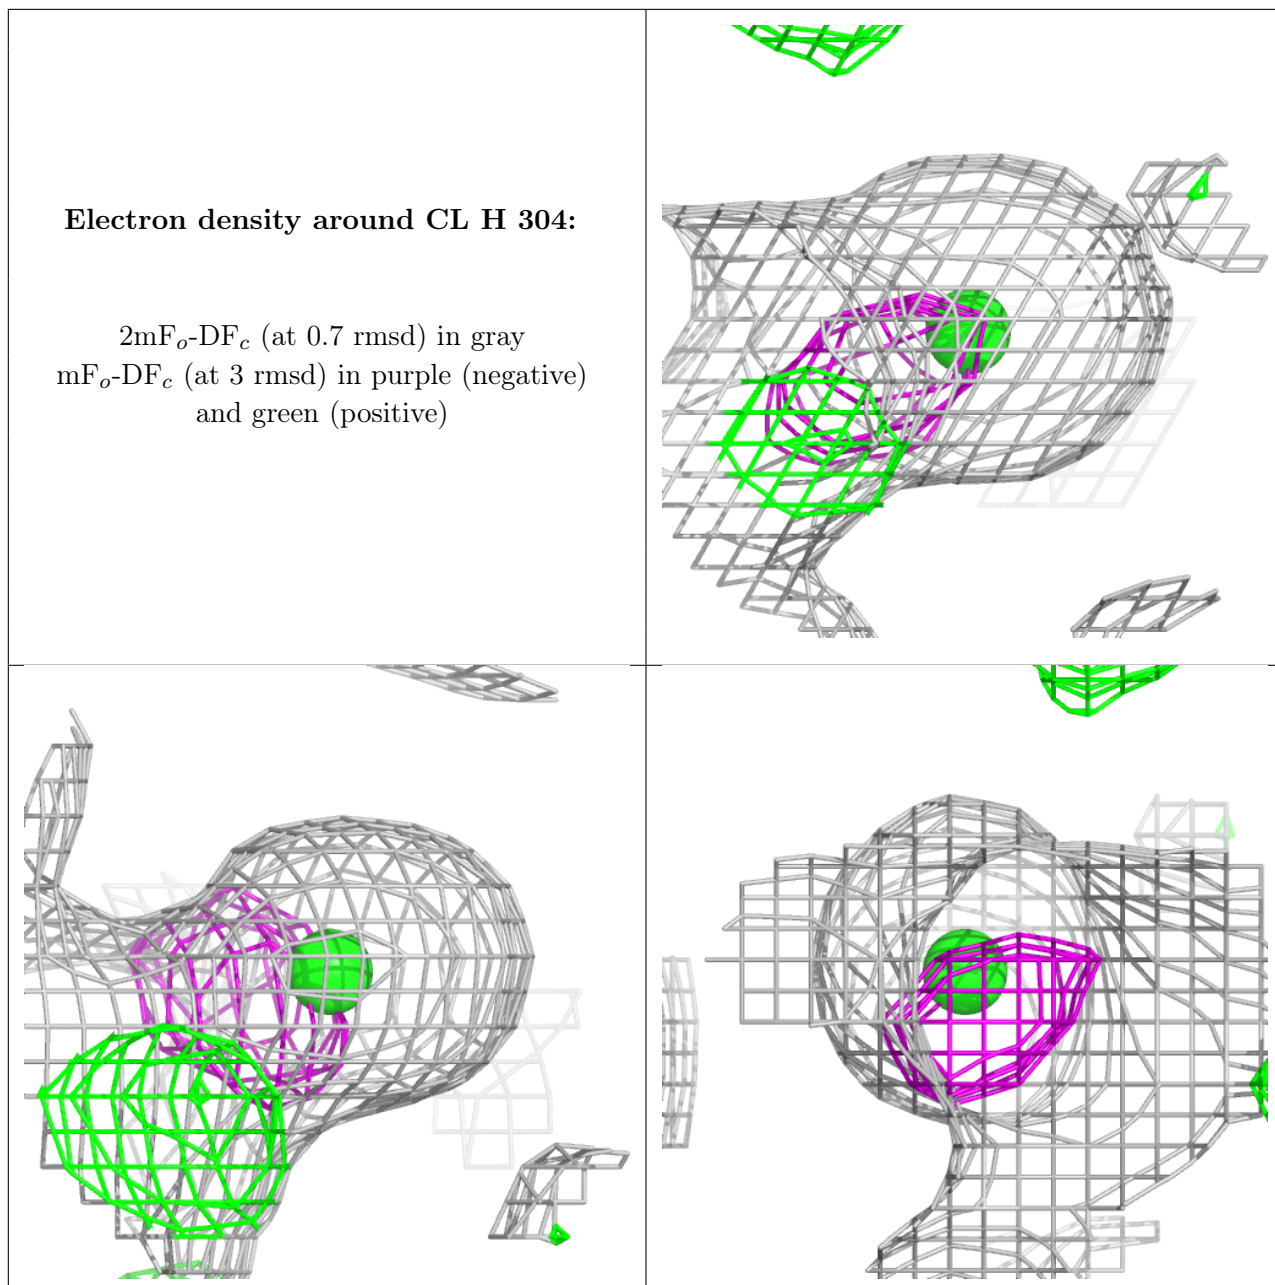 Electron density around CL H 304:
2mFo-DFc (at 0.7 rmsd) in gray
mFo-DFc (at 3 rmsd) in purple (negative)
and green (positive)